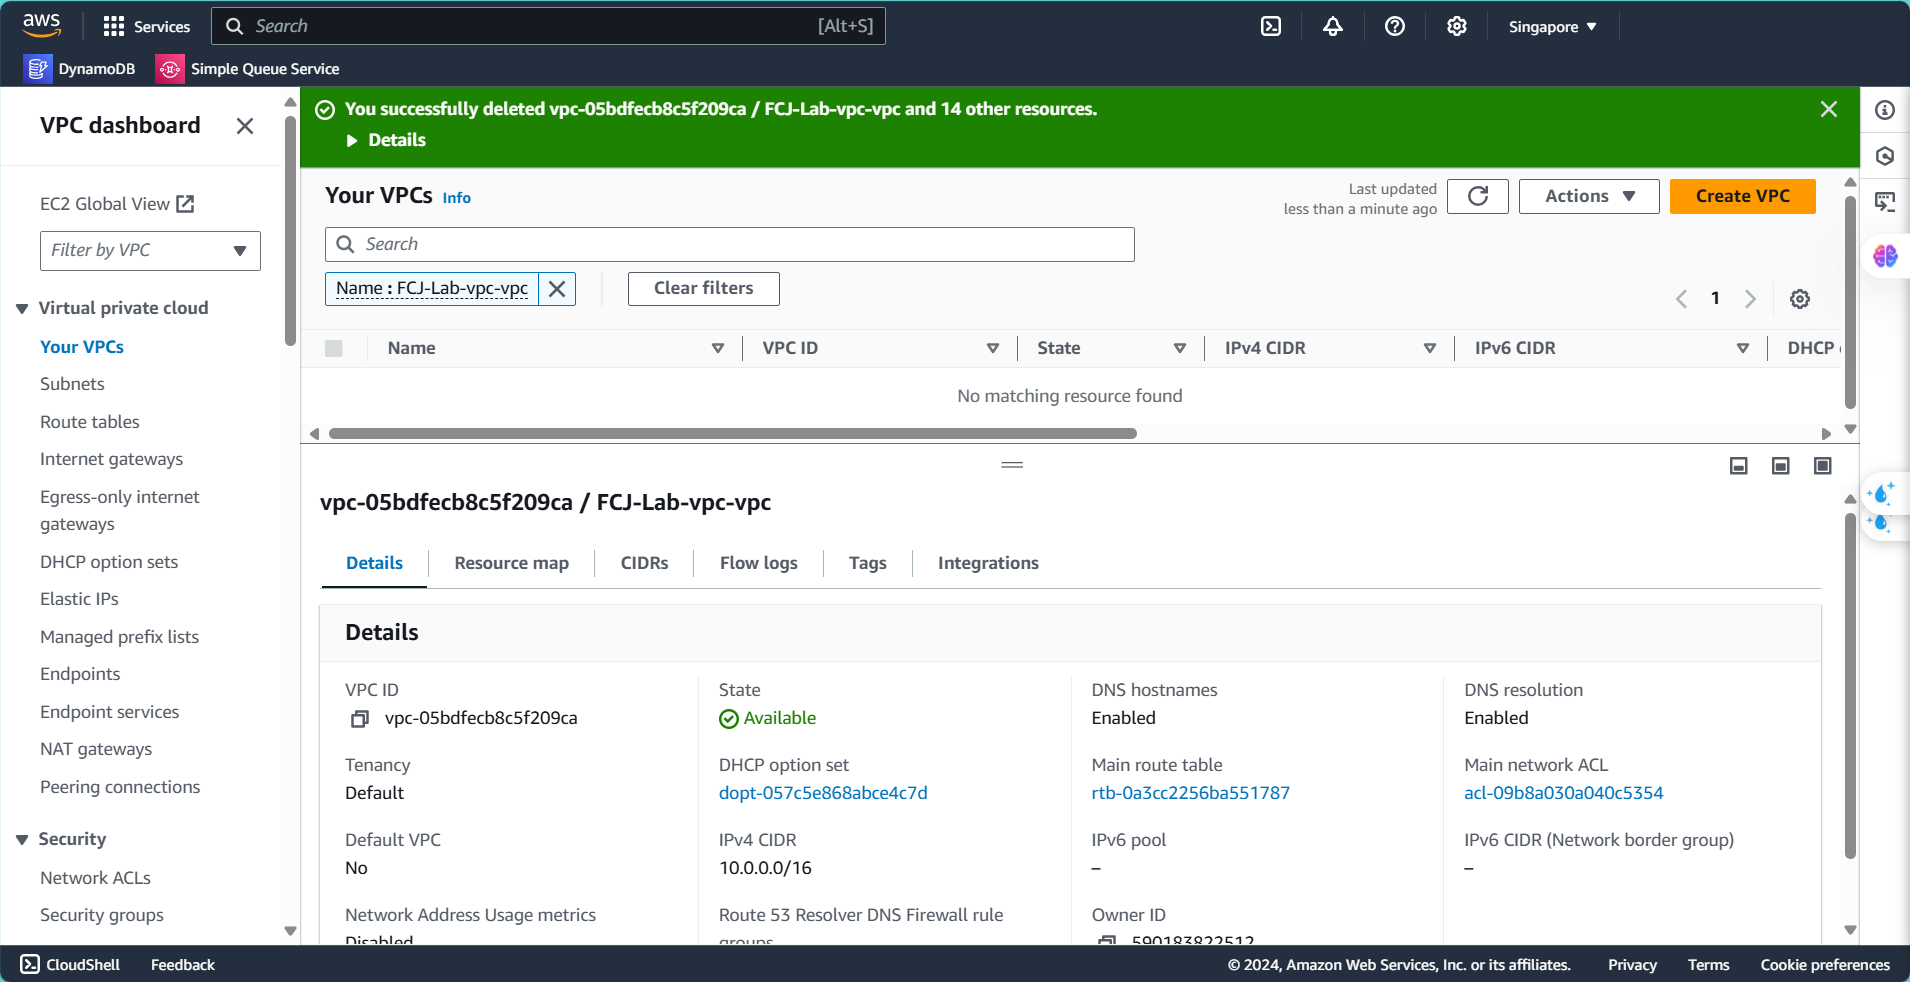 aws
Services
Search
[Alt+S]
Singapore
DynamoDB
Simple Queue Service
VPC dashboard
EC2 Global View
Filter by VPC
Virtual private cloud
Your VPCs
Subnets
Route tables
Internet gateways
Egress-only internet
gateways
DHCP option sets
Elastic IPs
Managed prefix lists
Endpoints
Endpoint services
NAT gateways
Peering connections
Security
Network ACLs
Security groups
You successfully deleted vpc-05bdfecb8c5f209ca / FCJ-Lab-vpc-vpc and 14 other resources.
Details
Your VPCs Info
Last updated
less than a minute ago
Actions
Create VPC
Search
Name : FCJ-Lab-vpc-vpc
Clear filters
1
Name
VPC ID
State
IPv4 CIDR
IPv6 CIDR
DHCP
No matching resource found
vpc-05bdfecb8c5f209ca / FCJ-Lab-vpc-vpc
Details
Resource map
CIDRs
Flow logs
Tags
Integrations
Details
VPC ID
vpc-05bdfecb8c5f209ca
State
Available
DNS hostnames
Enabled
DNS resolution
Enabled
Tenancy
Default
DHCP option set
dopt-057c5e868abce4c7d
Main route table
rtb-0a3cc2256ba551787
Main network ACL
acl-09b8a030a040c5354
Default VPC
No
IPv4 CIDR
10.0.0.0/16
IPv6 pool
–
IPv6 CIDR (Network border group)
–
Network Address Usage metrics
Disabled
Route 53 Resolver DNS Firewall rule
groups
Owner ID
590183822512
CloudShell
Feedback
© 2024, Amazon Web Services, Inc. or its affiliates.
Privacy
Terms
Cookie preferences